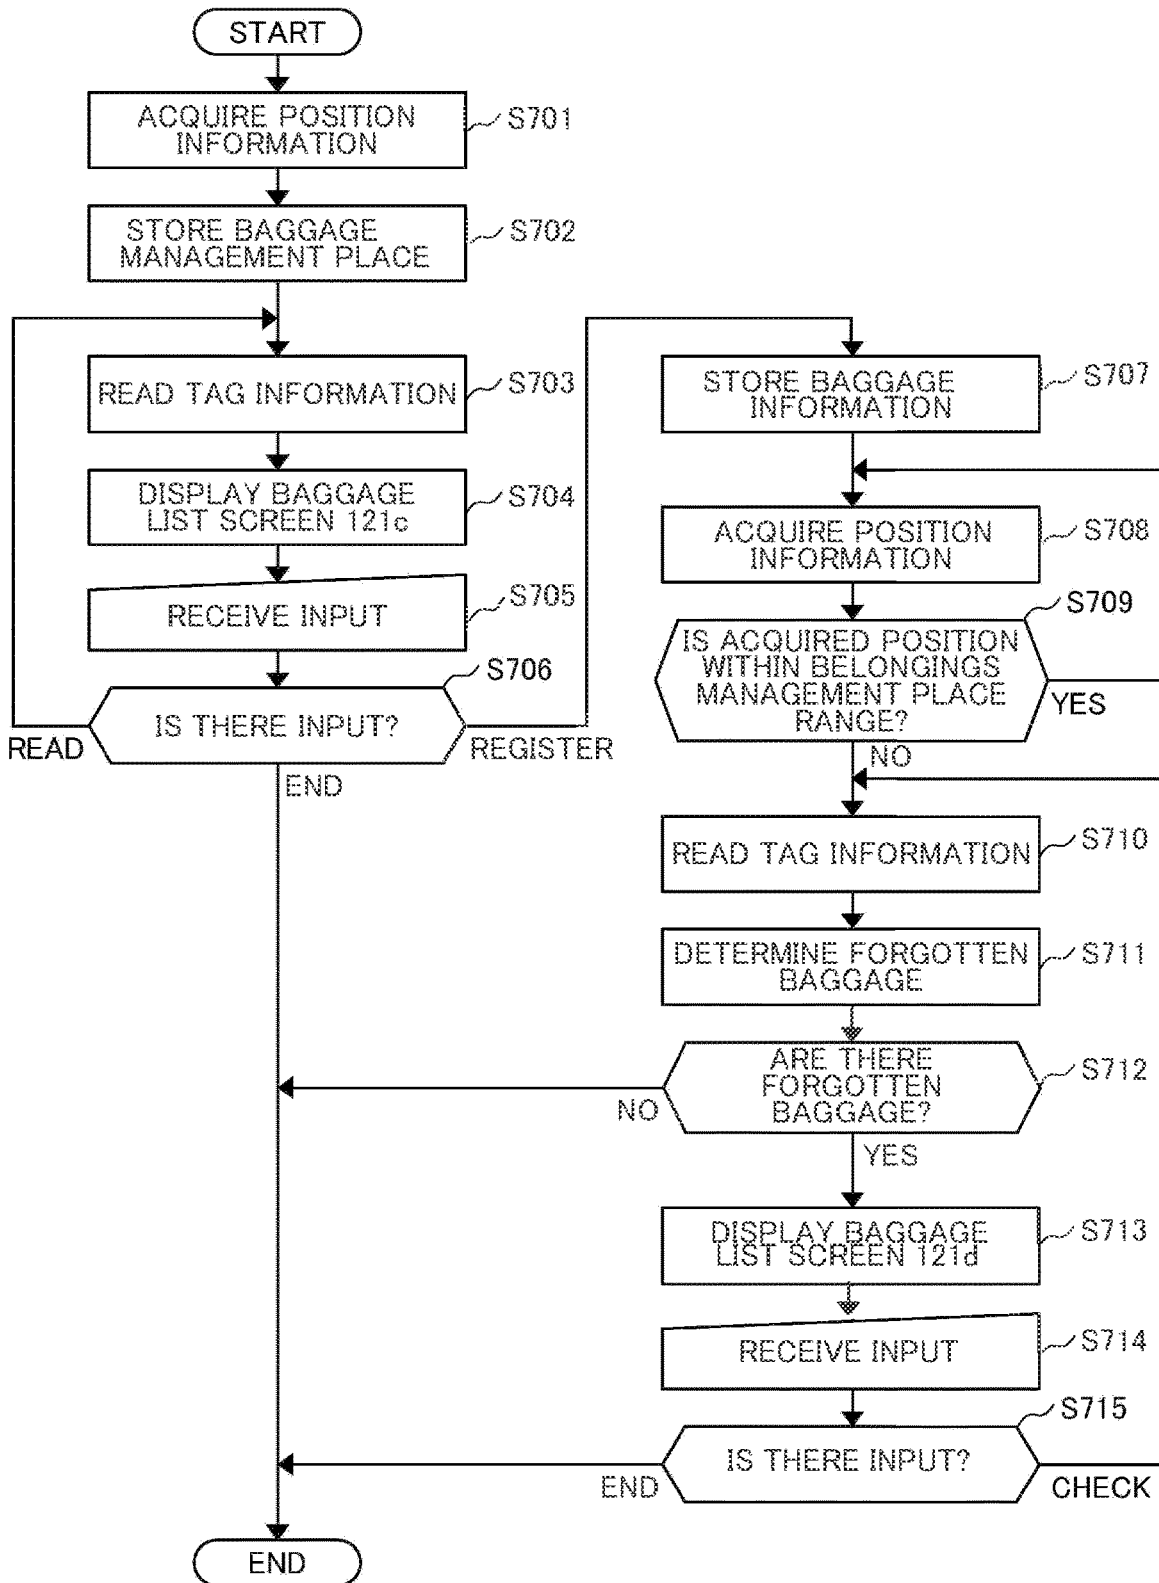 START
ACQUIRE POSITION
INFORMATION
S701
STORE BAGGAGE
MANAGEMENT PLACE
S702
READ TAG INFORMATION
S703
DISPLAY BAGGAGE
LIST SCREEN 121c
S704
RECEIVE INPUT
S705
IS THERE INPUT?
S706
READ
REGISTER
END
STORE BAGGAGE
INFORMATION
S707
ACQUIRE POSITION
INFORMATION
S708
IS ACQUIRED POSITION
WITHIN BELONGINGS
MANAGEMENT PLACE
RANGE?
S709
YES
NO
READ TAG INFORMATION
S710
DETERMINE FORGOTTEN
BAGGAGE
S711
ARE THERE
FORGOTTEN
BAGGAGE?
S712
NO
YES
DISPLAY BAGGAGE
LIST SCREEN 121d
S713
RECEIVE INPUT
S714
IS THERE INPUT?
S715
END
CHECK
END